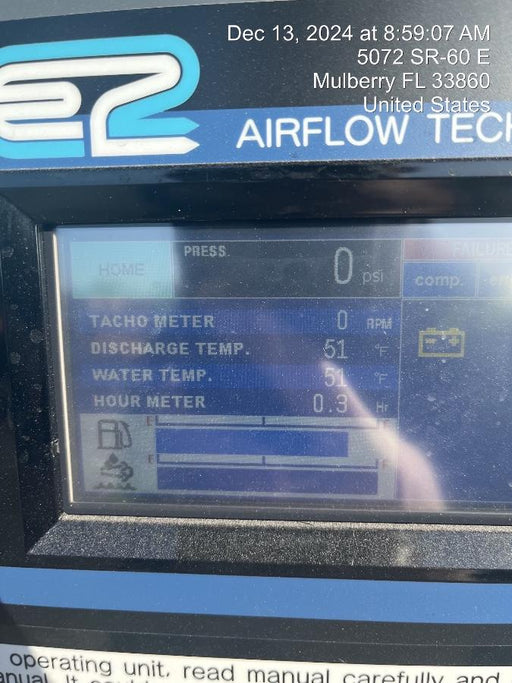 Dec 13, 2024 at 8:59:07 AM
5072 SR-60 E
Mulberry FL 33860
United States
e2
AIRFLOW TECH
HOME
PRESS.
0 psi
FAILURE
comp.
TACHO METER 0 RPM
DISCHARGE TEMP. 51 °F
WATER TEMP. 51 °F
HOUR METER 0.3 Hr
E F
E F
operating unit, read manual carefully and